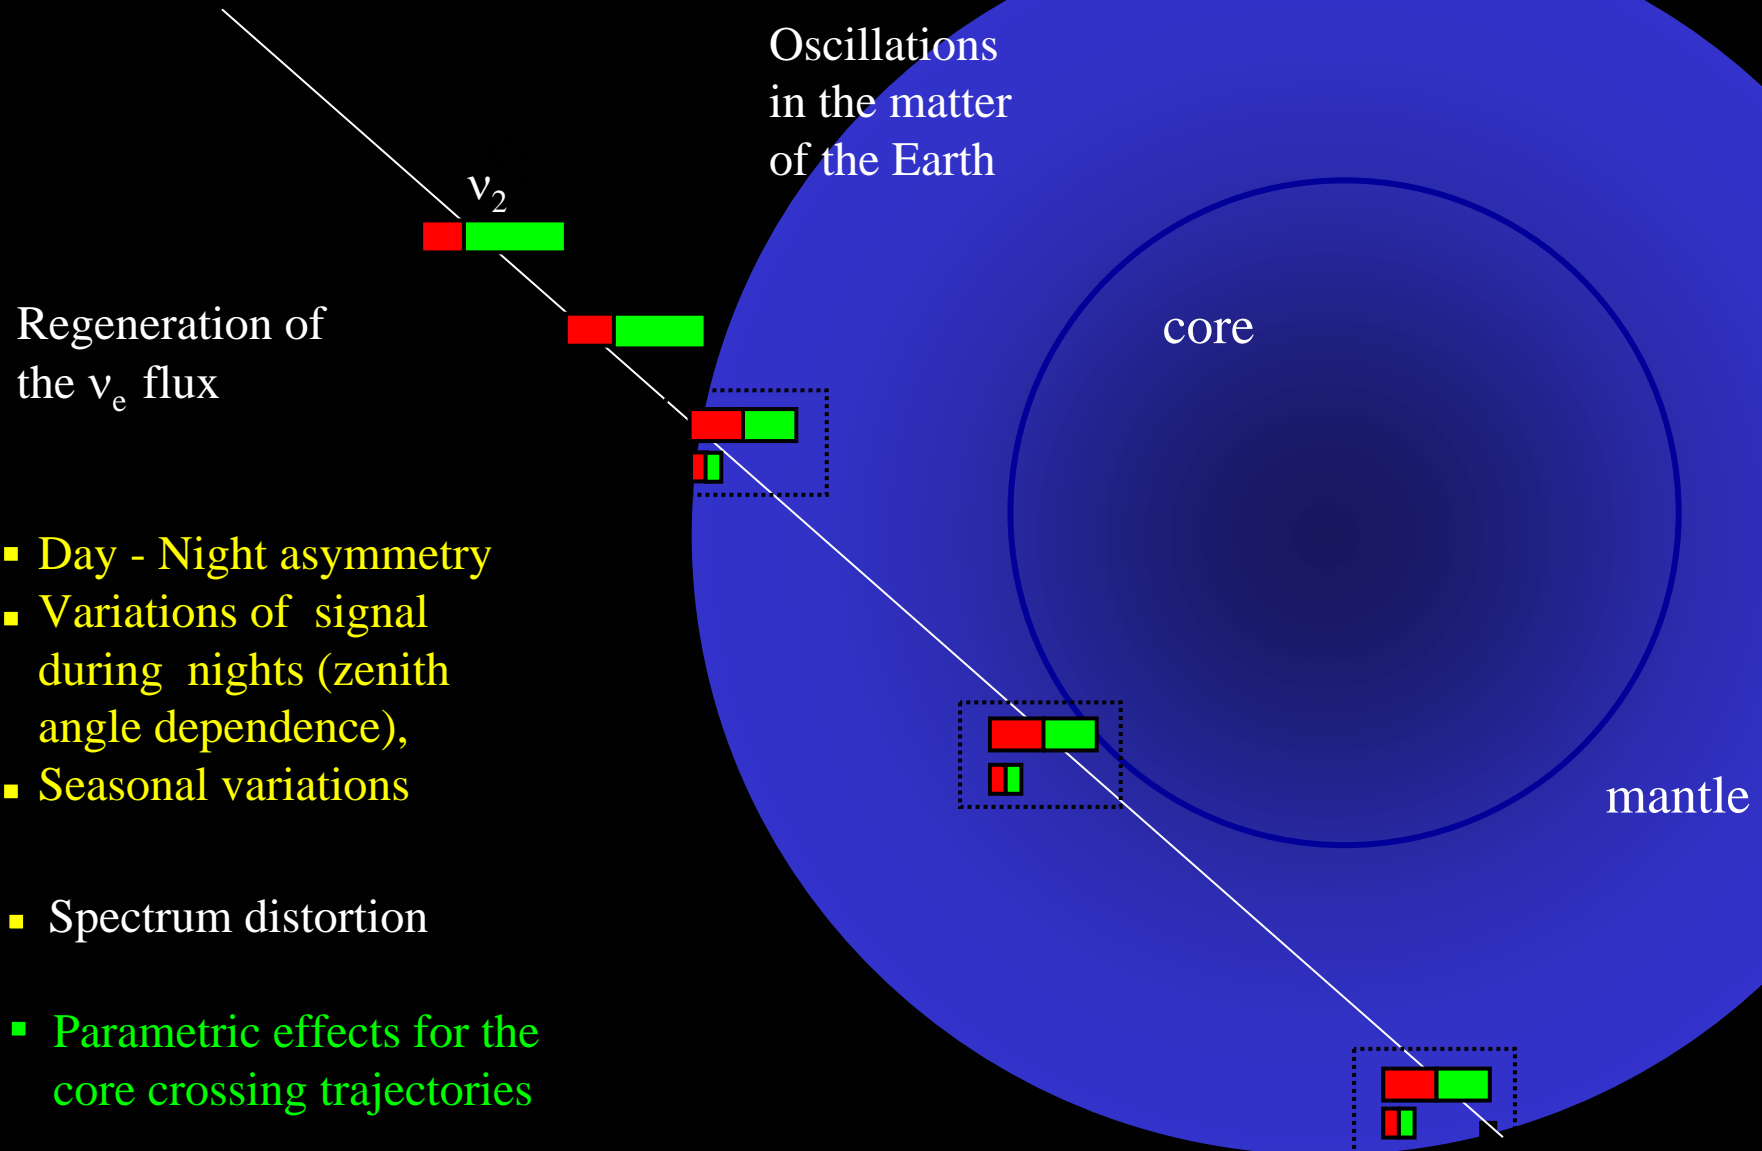 Oscillations
in the matter
of the Earth
ν₂
Regeneration of
the νₑ flux
core
mantle
▪ Day - Night asymmetry
▪ Variations of signal
during nights (zenith
angle dependence),
▪ Seasonal variations
▪ Spectrum distortion
▪ Parametric effects for the
core crossing trajectories